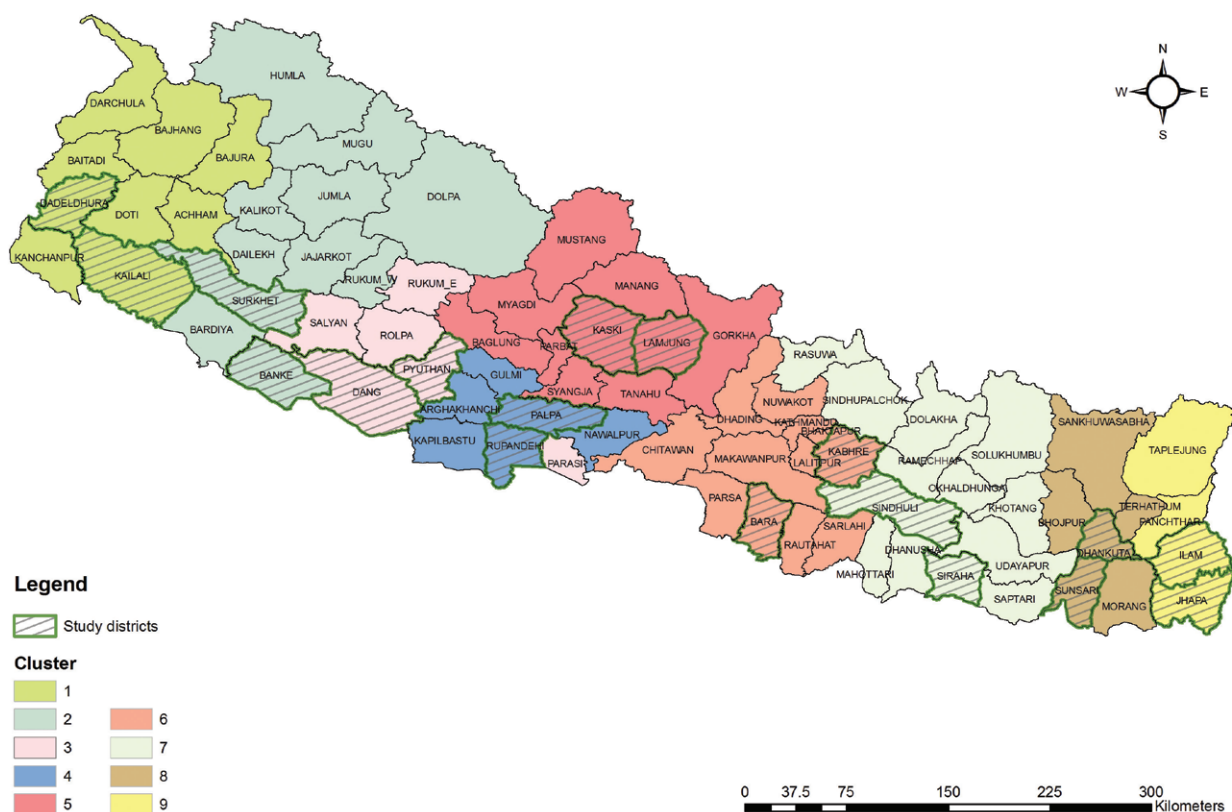 N
W E
S
HUMLA
DARCHULA
BAJHANG
MUGU
BAJURA
BAITADI
DOLPA
JUMLA
DADELDHURA
KALIKOT
DOTI
ACHHAM
MUSTANG
DAILEKH
JAJARKOT
KANCHANPUR
KAILALI
RUKUM_W
RUKUM_E
MANANG
SURKHET
MYAGDI
SALYAN
BARDIYA
ROLPA
KASKI
GORKHA
BAGLUNG
PARBAT
LAMJUNG
RASUWA
PYUTHAN
BANKE
GULMI
DANG
SYANGJA
TANAHU
NUWAKOT
SINDHUPALCHOK
ARGHAKHANCHI
PALPA
DHADING
KATHMANDO
DOLAKHA
SANKHUWASABHA
KAPILBASTU
RUPANDEHI
NAWALPUR
BHAKTAPUR
SOLUKHUMBU
TAPLEJUNG
CHITAWAN
MAKAWANPUR
LALITPUR
KABHRE
RAMECHHAP
PARASI
OKHALDHUNGA
PARSA
SINDHULI
KHOTANG
TERHATHUM
BHOJPUR
PANCHTHAR
BARA
SARLAHI
RAUTAHAT
DHANUSHA
DHANKUTA
ILAM
UDAYAPUR
MAHOTTARI
SIRAHA
SAPTARI
SUNSARI
MORANG
JHAPA
Legend
Study districts
Cluster
1
2 6
3 7
4 8
5 9
0 37.5 75 150 225 300
Kilometers